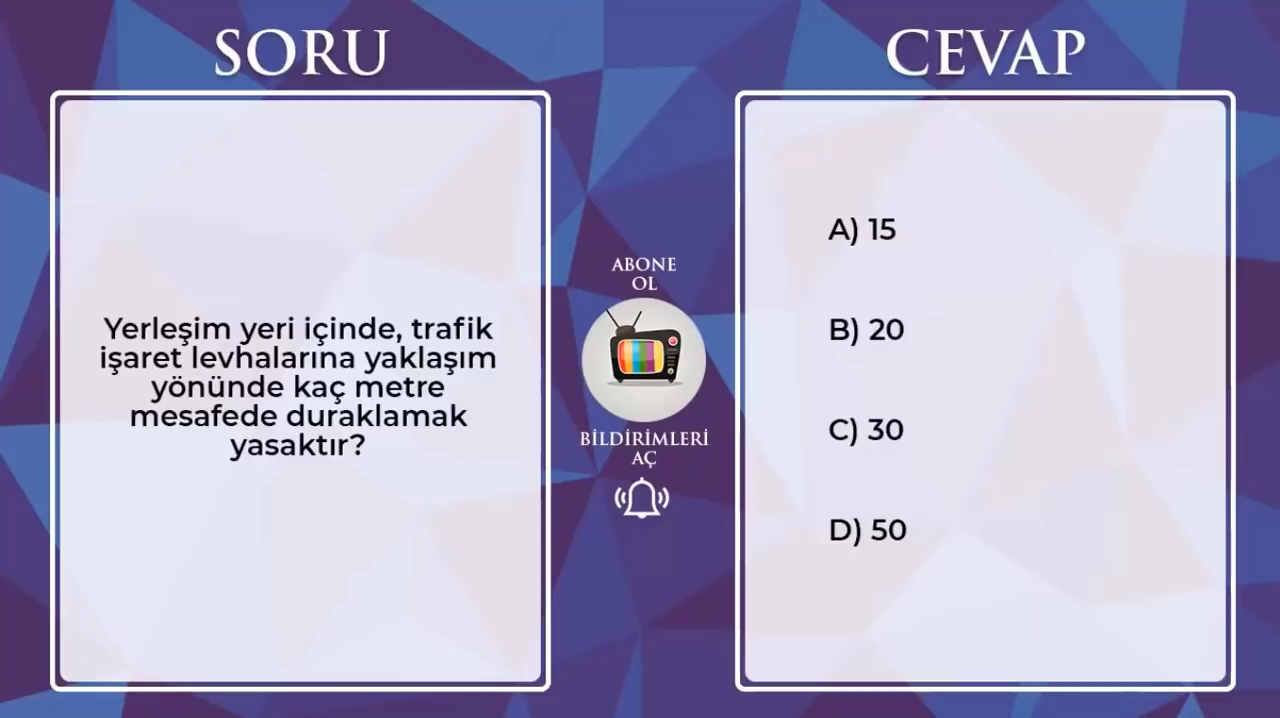 SORU
Yerleşim yeri içinde, trafik
işaret levhalarına yaklaşım
yönünde kaç metre
mesafede duraklamak
yasaktır?
ABONE
OL
BİLDİRİMLERİ
AÇ
CEVAP
A) 15
B) 20
C) 30
D) 50